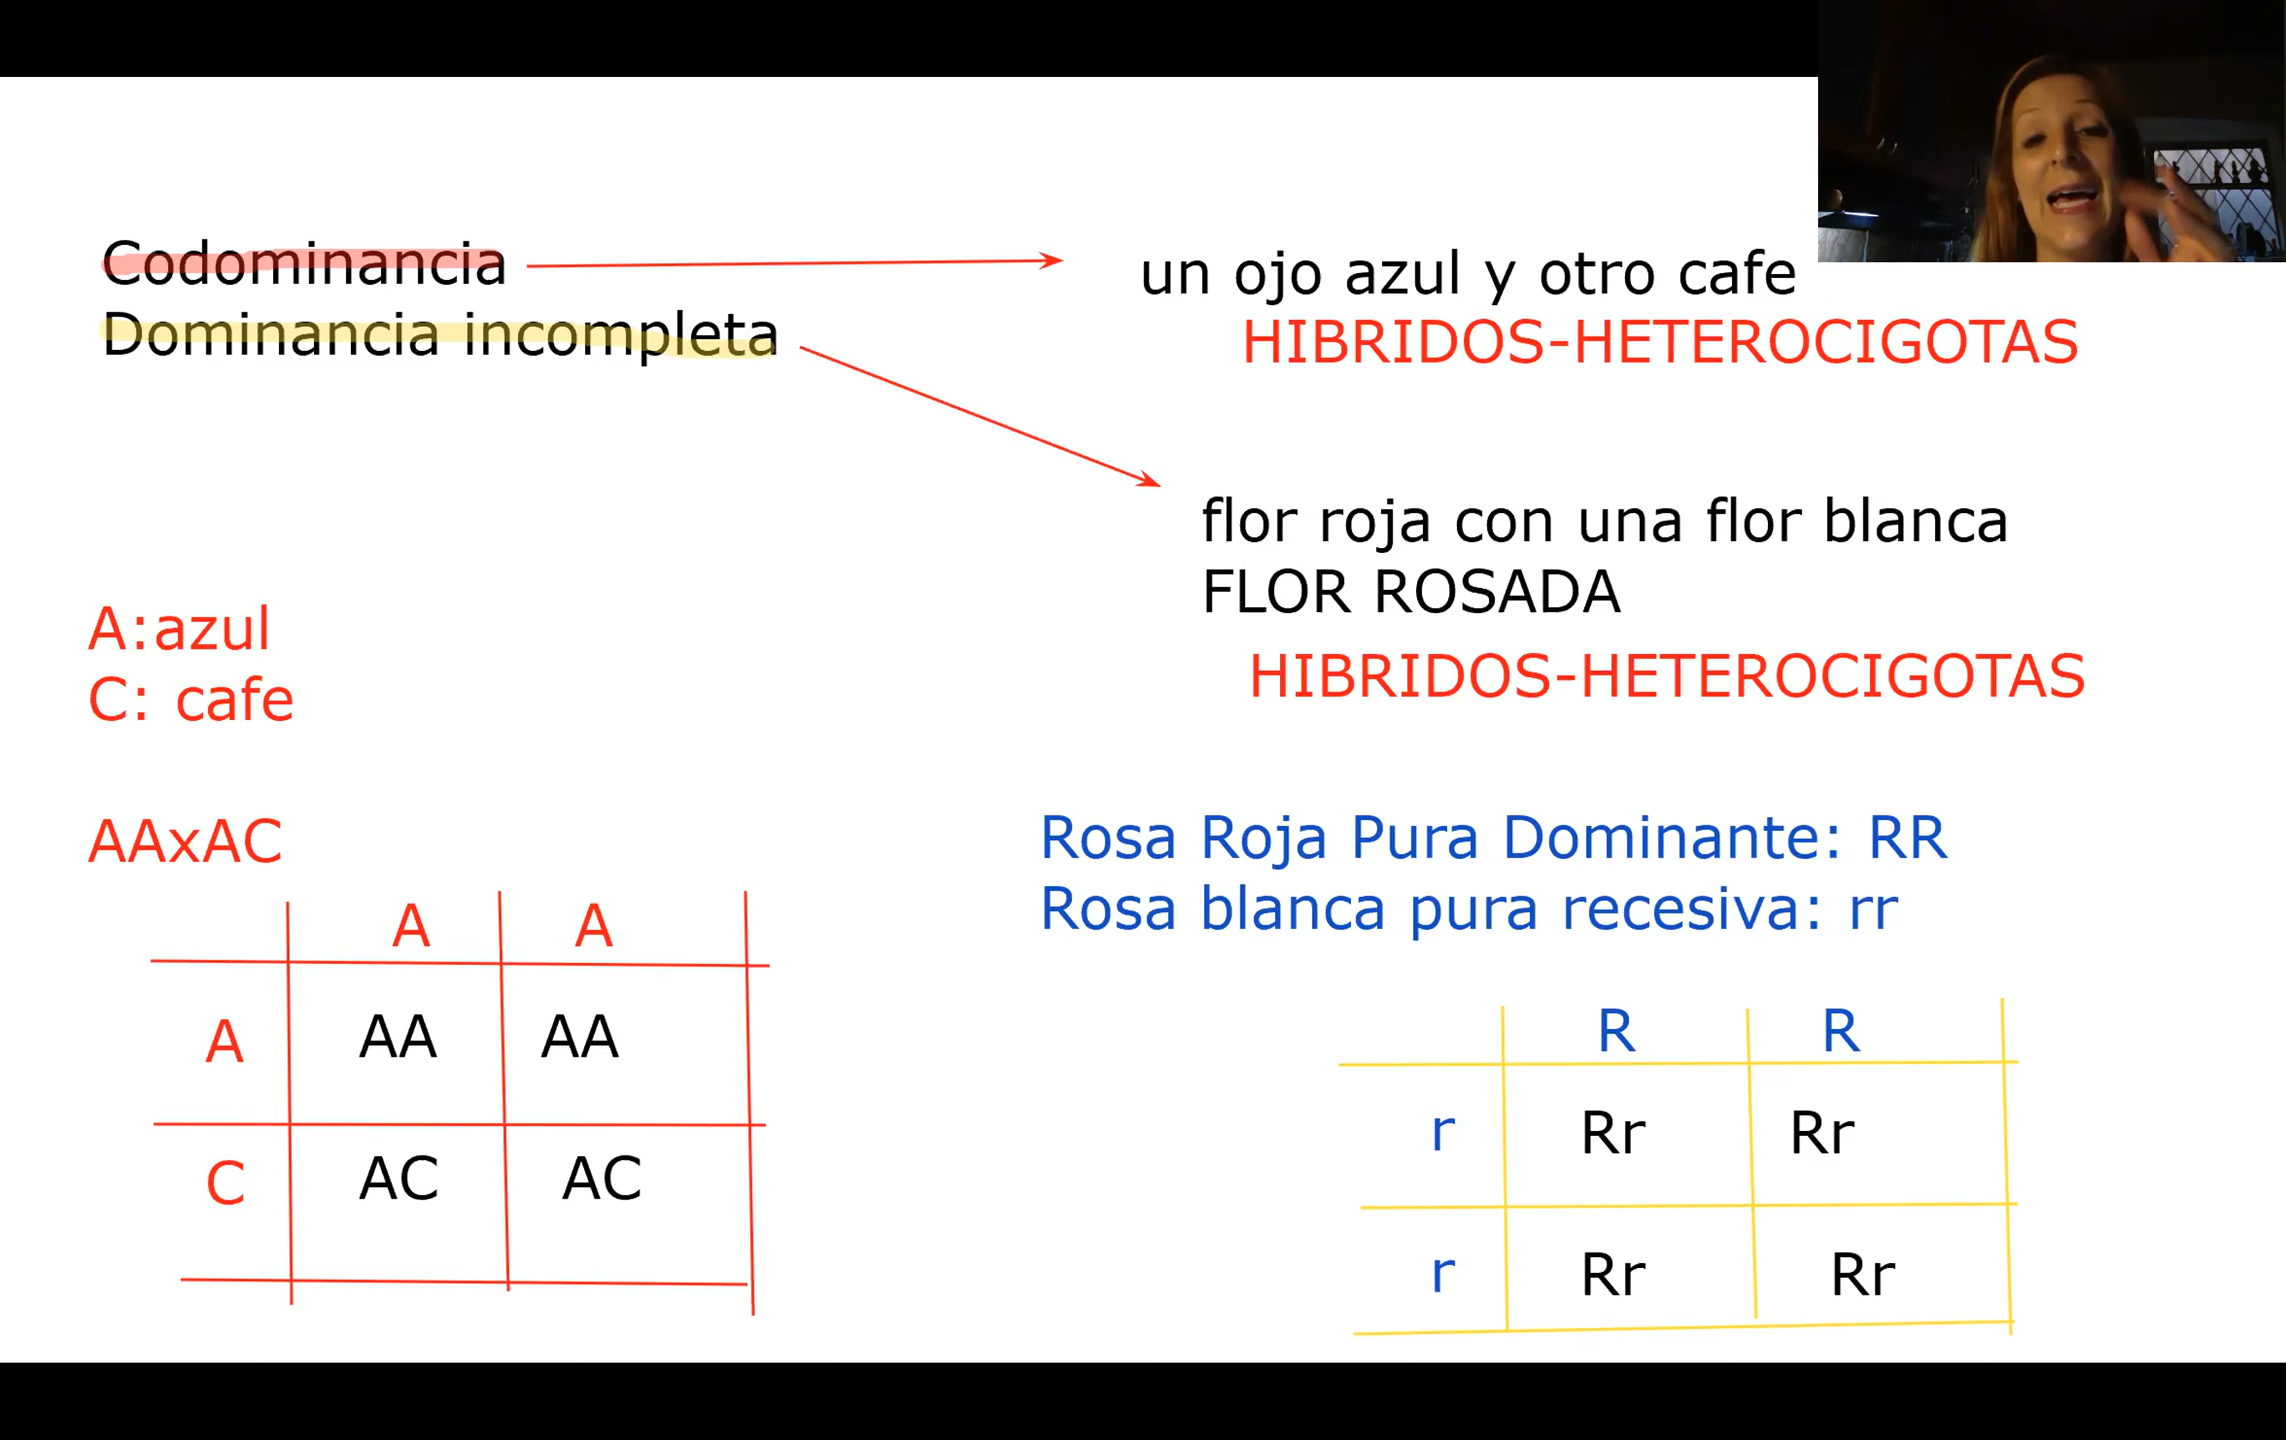 Codominancia
Dominancia incompleta
un ojo azul y otro cafe
HIBRIDOS-HETEROCIGOTAS
flor roja con una flor blanca
FLOR ROSADA
HIBRIDOS-HETEROCIGOTAS
A:azul
C: cafe
AAxAC
A A
A AA AA
C AC AC
Rosa Roja Pura Dominante: RR
Rosa blanca pura recesiva: rr
R R
r Rr Rr
r Rr Rr